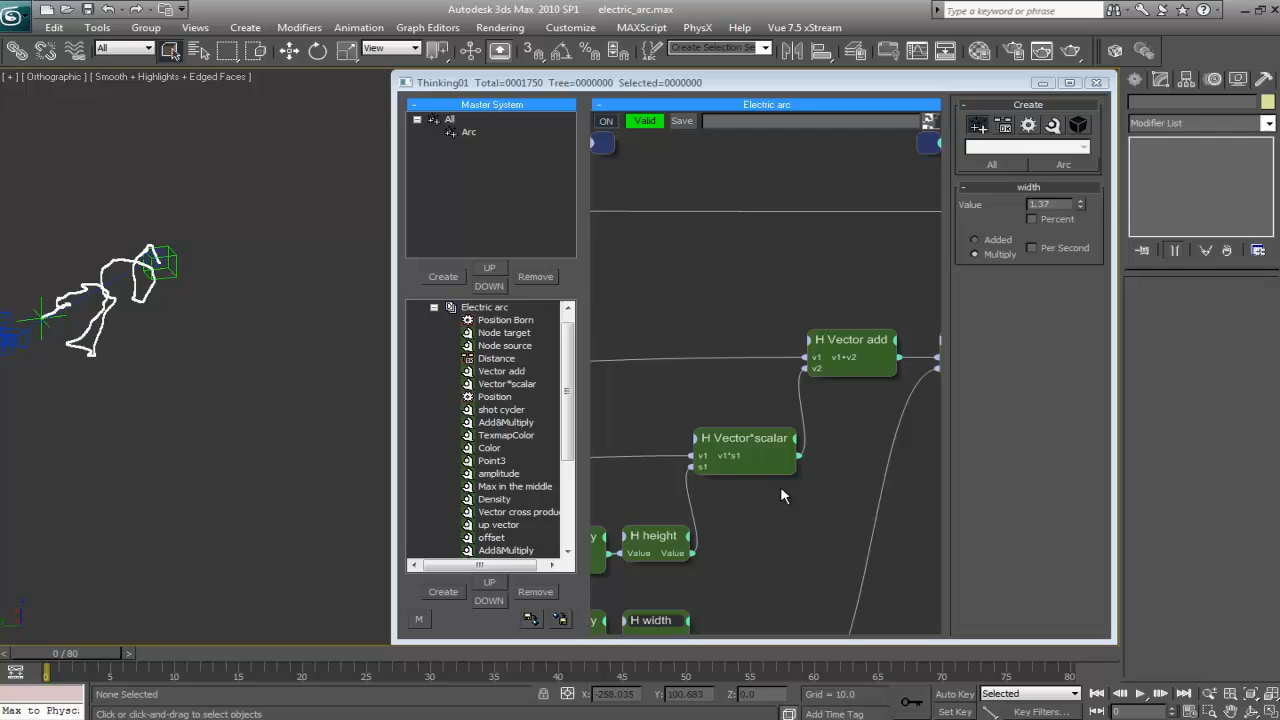 Autodesk 3ds Max 2010 SP1 electric_arc.max
Type a keyword or phrase
Edit Tools Group Views Create Modifiers Animation Graph Editors Rendering Customize MAXScript PhysX Help Vue 7.5 xStream
All View Create Selection Se
[ + ] [ Orthographic ] [ Smooth + Highlights + Edged Faces ]
Thinking01 Total=0001750 Tree=0000000 Selected=0000000
Master System
All
Arc
Create UP Remove
DOWN
Electric arc
Position Born
Node target
Node source
Distance
Vector add
Vector*scalar
Position
shot cycler
Add&Multiply
TexmapColor
Color
Point3
amplitude
Max in the middle
Density
Vector cross produc
up vector
offset
Add&Multiply
Create UP Remove
DOWN
M
Electric arc
ON Valid Save
H Vector add
v1 v1+v2
v2
H Vector*scalar
v1 v1*s1
s1
y H height
Value Value
y H width
Create
All Arc
width
Value 1.37
Percent
Added
Per Second
Multiply
Modifier List
0 / 80
0 5 10 15 20 25 30 35 40 45 50 55 60 65 70 75 80
None Selected X: -258.035 Y: 100.683 Z: 0.0 Grid = 10.0 Auto Key Selected
Max to Physc Click or click-and-drag to select objects Add Time Tag Set Key Key Filters... 0